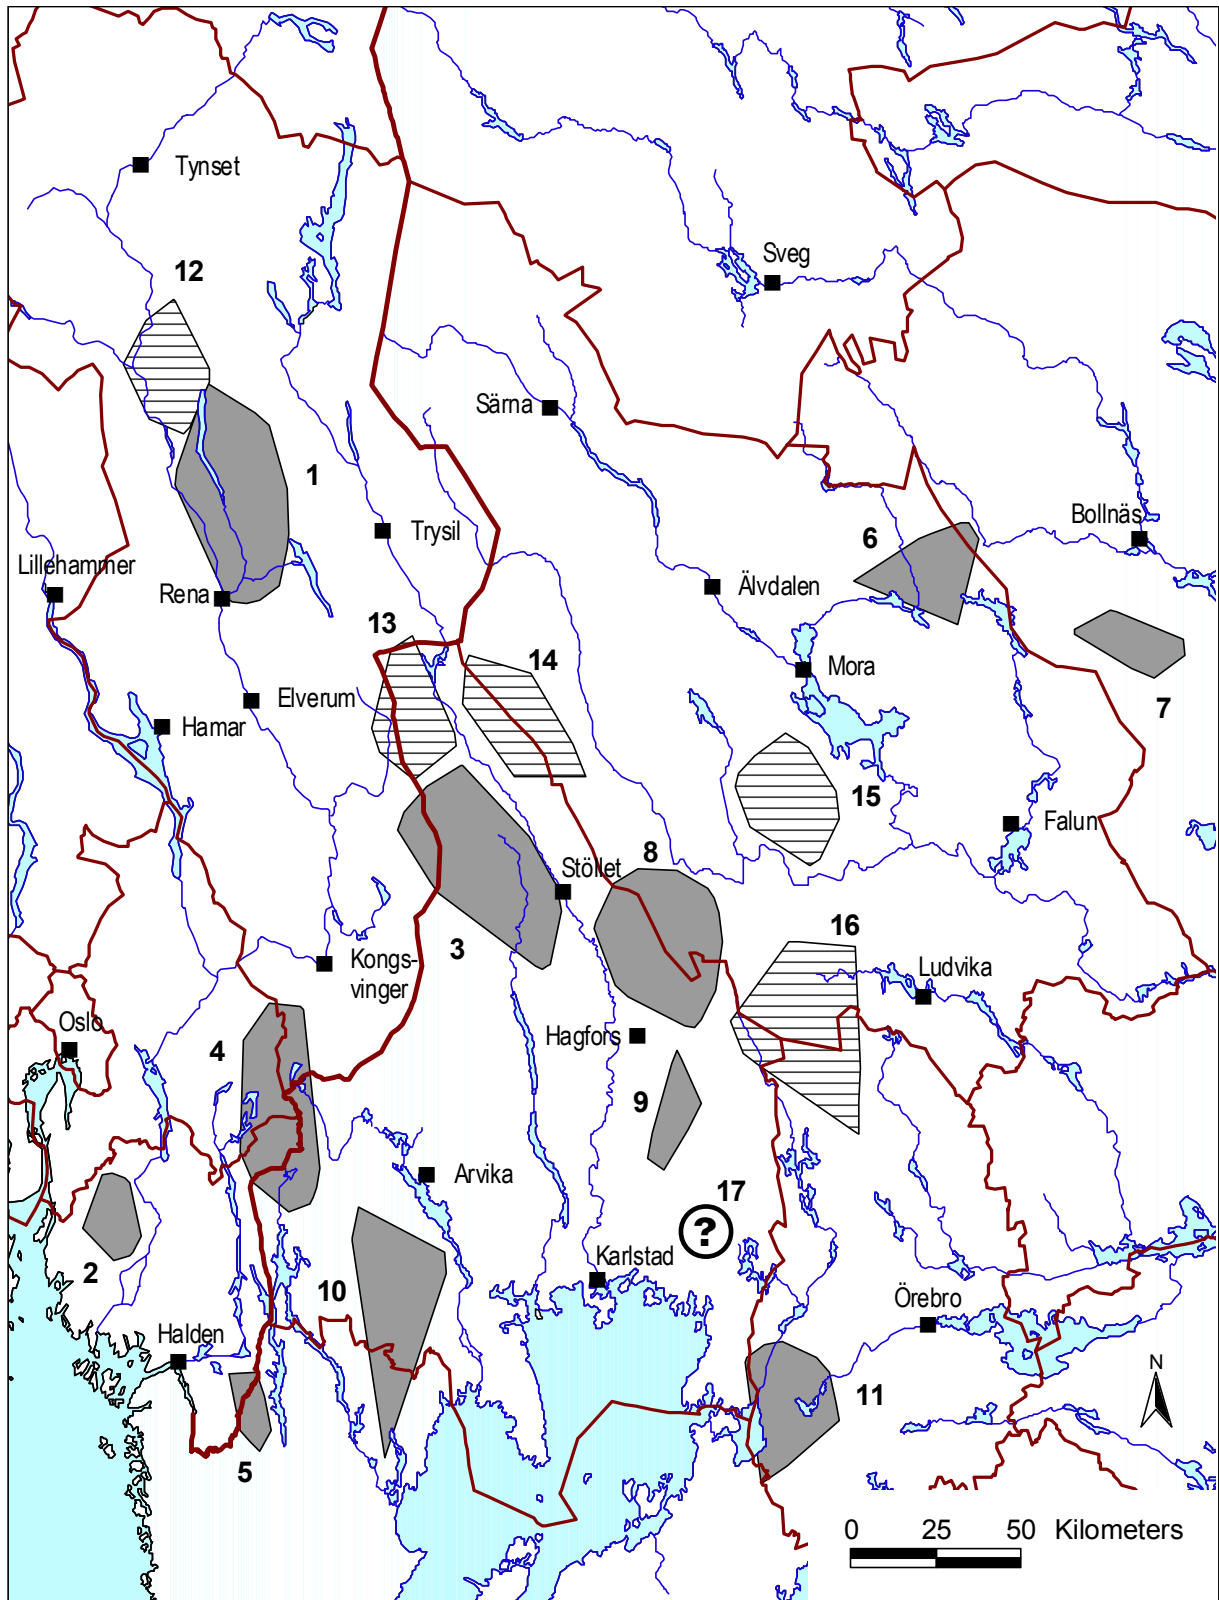 Tynset
12
Sveg
Särna
1
Trysil
Bollnäs
6
Lillehammer
Rena
Älvdalen
13
14
Mora
Elverum
Hamar
7
15
Falun
8
Stöllet
16
3
Kongs-
vinger
Ludvika
Oslo
4
Hagfors
9
Arvika
17
?
2
Karlstad
10
Örebro
Halden
N
11
5
0 25 50 Kilometers